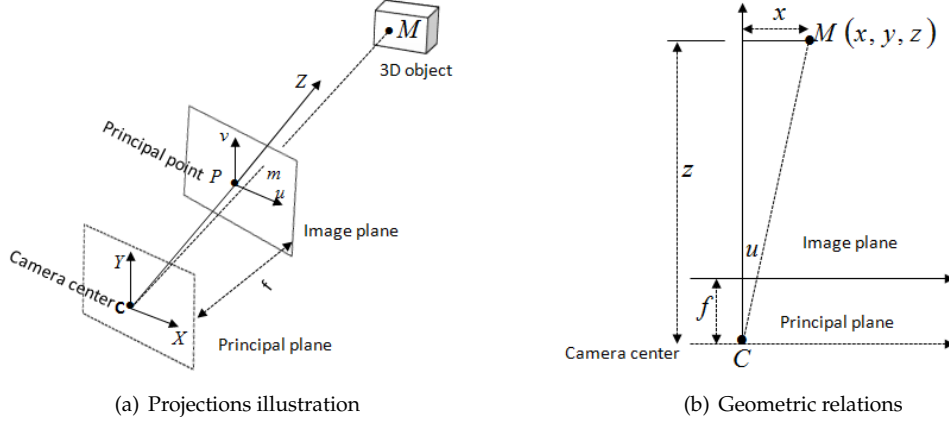 M
3D object
Z
v
Principal point
P
m
u
Image plane
Camera center
Y
C
X
f
Principal plane
x
M (x, y, z)
z
u
Image plane
f
Principal plane
Camera center
C
(a) Projections illustration
(b) Geometric relations